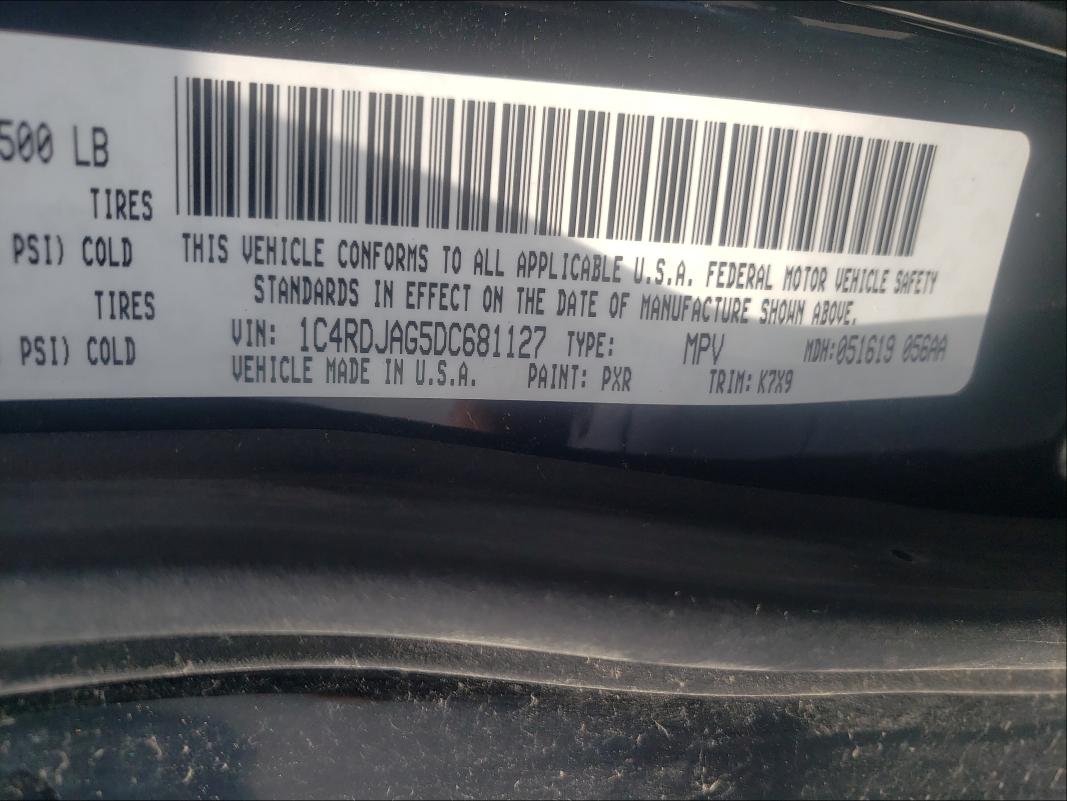 500 LB
TIRES
PSI) COLD
TIRES
PSI) COLD
THIS VEHICLE CONFORMS TO ALL APPLICABLE U.S.A. FEDERAL MOTOR VEHICLE SAFETY
STANDARDS IN EFFECT ON THE DATE OF MANUFACTURE SHOWN ABOVE.
VIN: 1C4RDJAG5DC681127 TYPE: MPV MDH:051619 056AA
VEHICLE MADE IN U.S.A. PAINT: PXR TRIM: K7X9